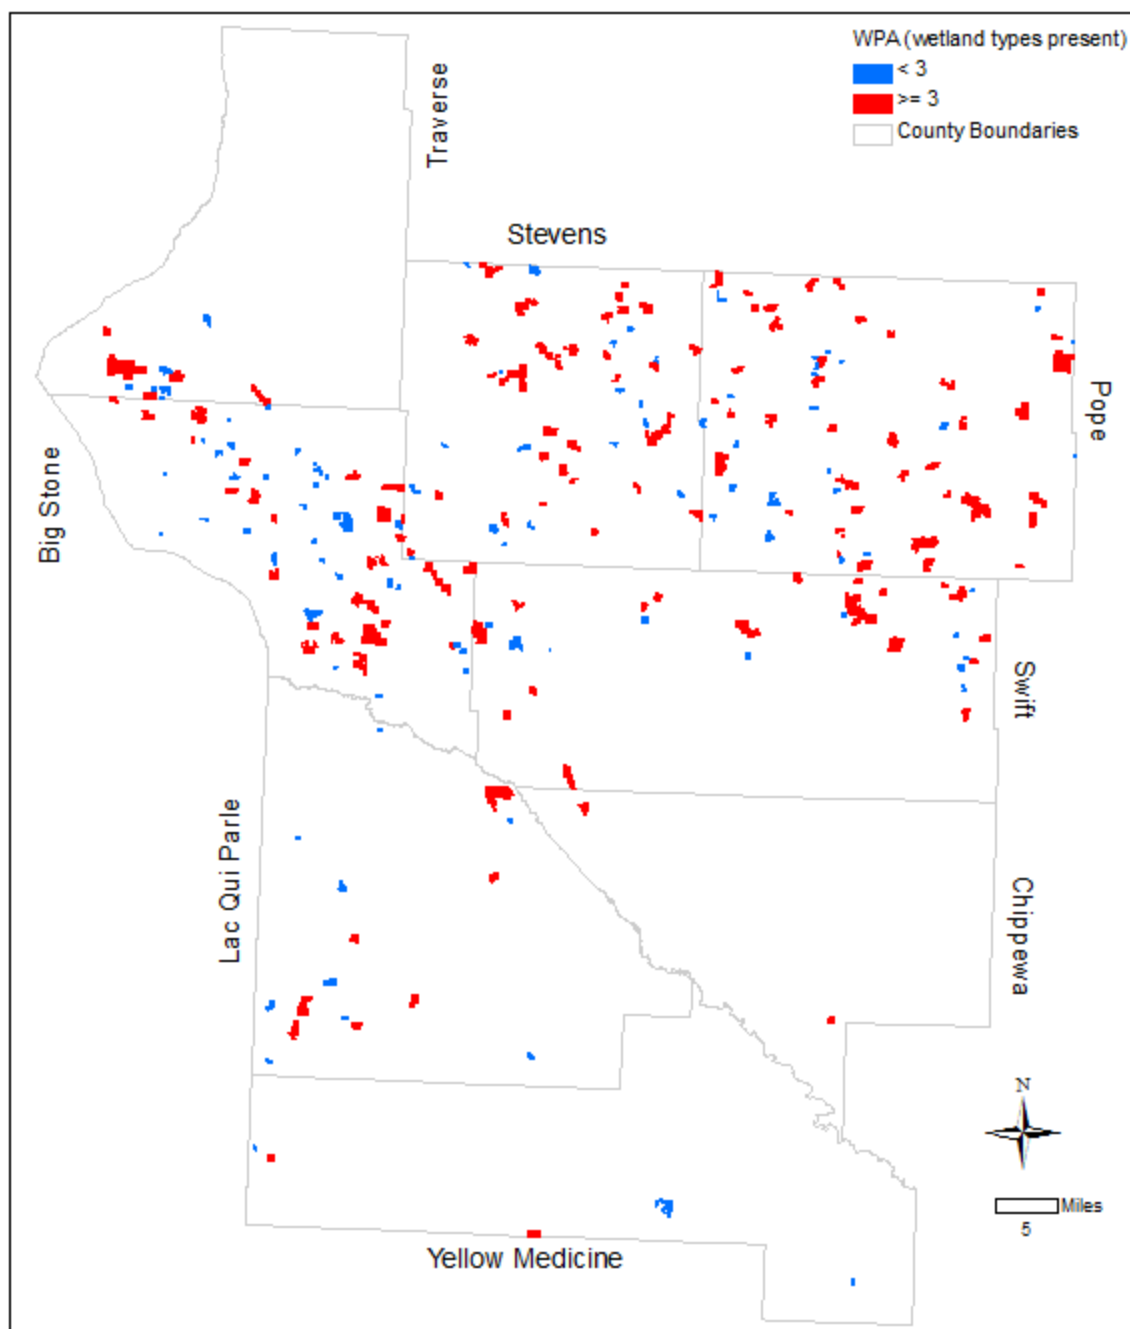 WPA (wetland types present)
< 3
>= 3
County Boundaries
Traverse
Stevens
Pope
Big Stone
Swift
Lac Qui Parle
Chippewa
N
Miles
5
Yellow Medicine